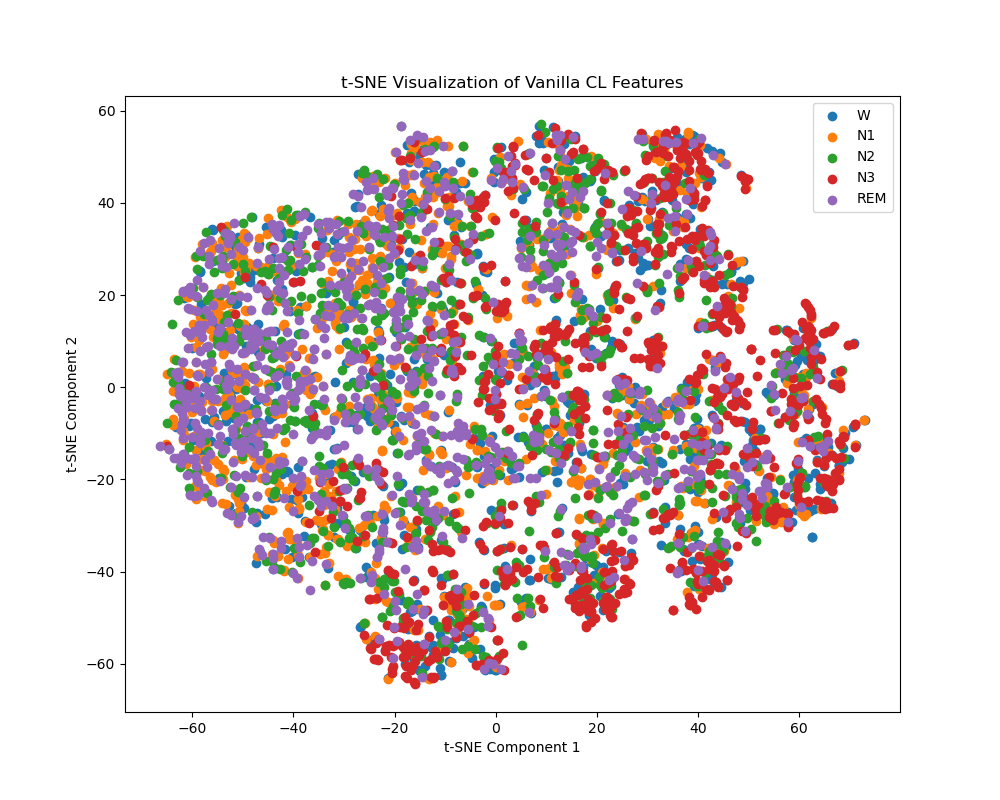 t-SNE Visualization of Vanilla CL Features
W
N1
N2
N3
REM
60
40
20
0
−20
−40
−60
t-SNE Component 2
−60
−40
−20
0
20
40
60
t-SNE Component 1